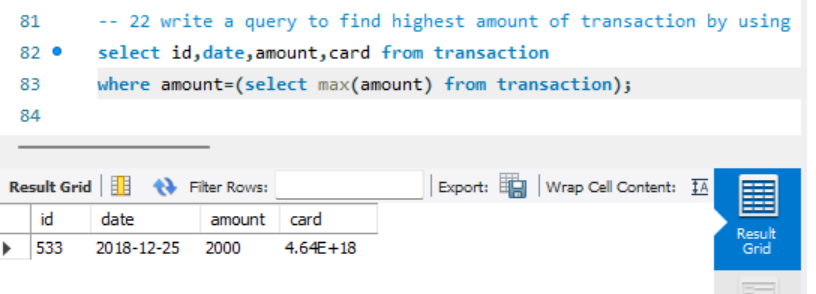 81 -- 22 write a query to find highest amount of transaction by using
82 select id,date,amount,card from transaction
83 where amount=(select max(amount) from transaction);
84
Result Grid Filter Rows: Export: Wrap Cell Content: IA
id date amount card
533 2018-12-25 2000 4.64E+18
Result
Grid